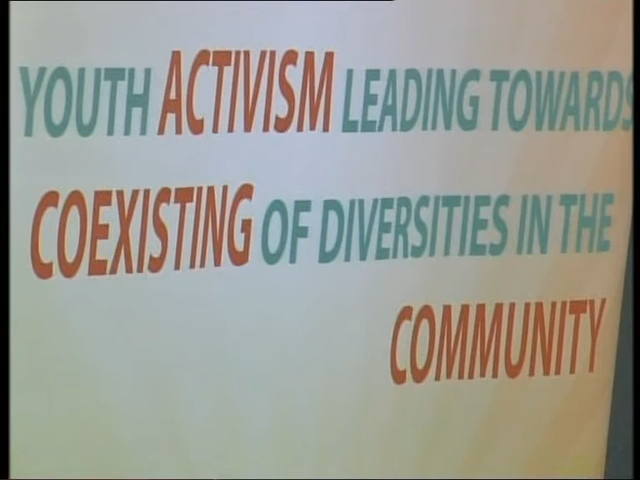 YOUTH ACTIVISM LEADING TOWARDS
COEXISTING OF DIVERSITIES IN THE
COMMUNITY